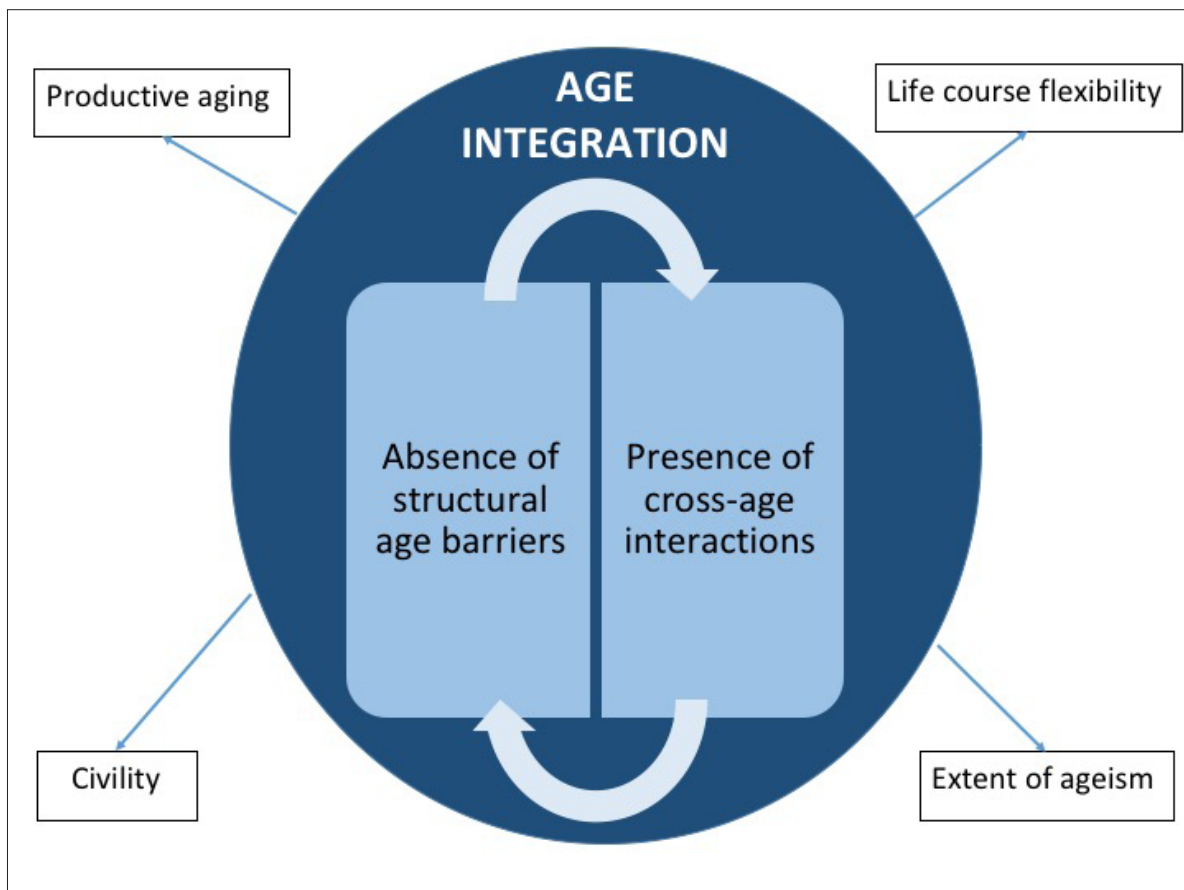 AGE
INTEGRATION
Productive aging
Life course flexibility
Absence of
structural
age barriers
Presence of
cross-age
interactions
Civility
Extent of ageism